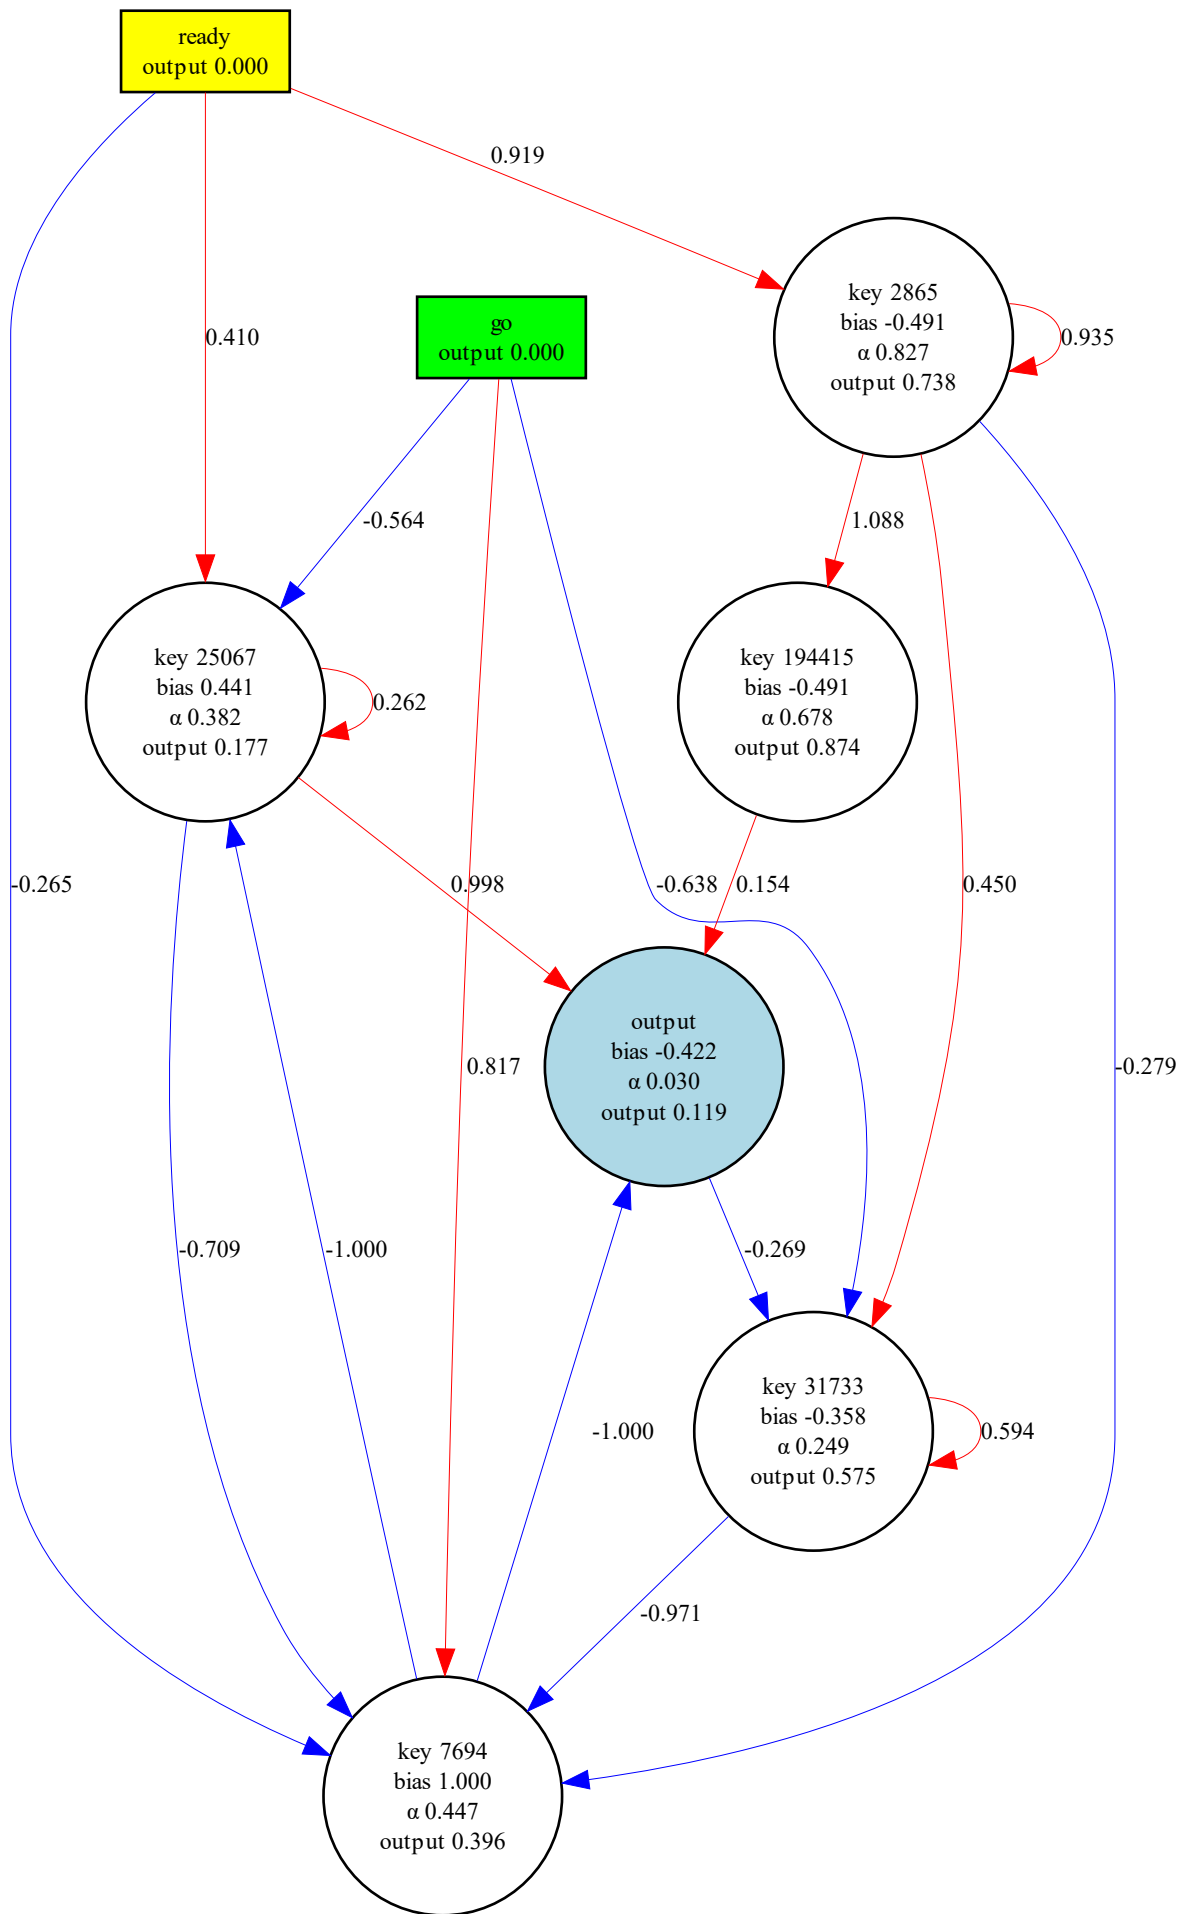 ready
output 0.000
0.919
key 2865
bias -0.491
α 0.827
output 0.738
go
output 0.000
0.410
0.935
-0.564
1.088
key 25067
bias 0.441
α 0.382
output 0.177
0.262
key 194415
bias -0.491
α 0.678
output 0.874
-0.265
0.998
-0.638
0.154
0.450
output
bias -0.422
α 0.030
output 0.119
0.817
-0.279
-0.709
-1.000
-0.269
key 31733
bias -0.358
α 0.249
output 0.575
-1.000
0.594
-0.971
key 7694
bias 1.000
α 0.447
output 0.396